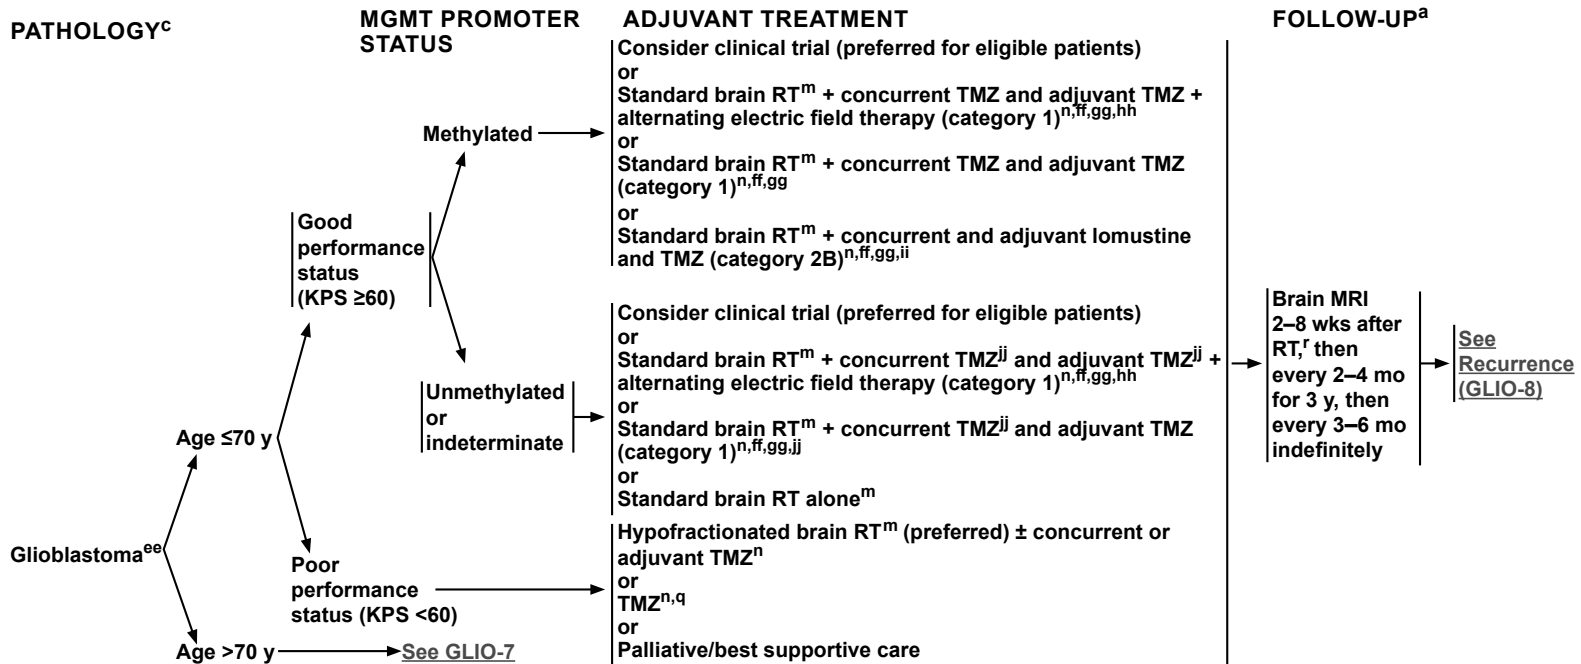 PATHOLOGYc
MGMT PROMOTER
STATUS
ADJUVANT TREATMENT
FOLLOW-UPa
Glioblastomaee
Age ≤70 y
Age >70 y
See GLIO-7
Good
performance
status
(KPS ≥60)
Poor
performance
status (KPS <60)
Methylated
Unmethylated
or
indeterminate
Consider clinical trial (preferred for eligible patients)
or
Standard brain RTm + concurrent TMZ and adjuvant TMZ +
alternating electric field therapy (category 1)n,ff,gg,hh
or
Standard brain RTm + concurrent TMZ and adjuvant TMZ
(category 1)n,ff,gg
or
Standard brain RTm + concurrent and adjuvant lomustine
and TMZ (category 2B)n,ff,gg,ii
Consider clinical trial (preferred for eligible patients)
or
Standard brain RTm + concurrent TMZjj and adjuvant TMZjj +
alternating electric field therapy (category 1)n,ff,gg,hh
or
Standard brain RTm + concurrent TMZjj and adjuvant TMZ
(category 1)n,ff,gg,jj
or
Standard brain RT alonem
Hypofractionated brain RTm (preferred) ± concurrent or
adjuvant TMZn
or
TMZn,q
or
Palliative/best supportive care
Brain MRI
2–8 wks after
RT,r then
every 2–4 mo
for 3 y, then
every 3–6 mo
indefinitely
See
Recurrence
(GLIO-8)